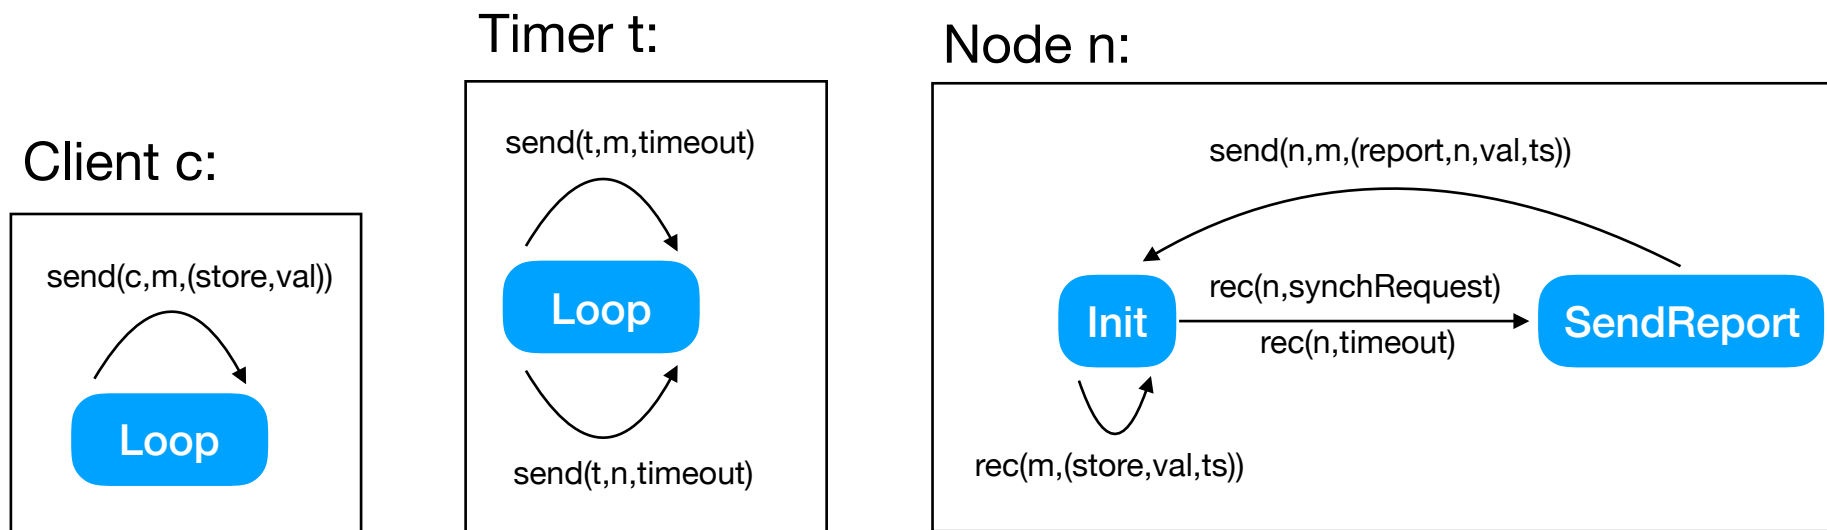 Client c:
send(c,m,(store,val))
Loop
Timer t:
send(t,m,timeout)
Loop
send(t,n,timeout)
Node n:
send(n,m,(report,n,val,ts))
Init
rec(n,synchRequest)
rec(n,timeout)
SendReport
rec(m,(store,val,ts))